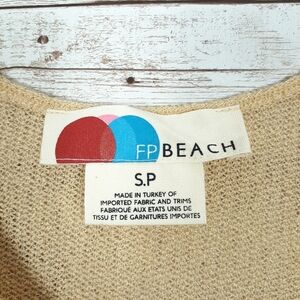 FP BEACH
S.P
MADE IN TURKEY OF
IMPORTED FABRIC AND TRIMS
FABRIQUÉ AUX ETATS UNIS DE
TISSU ET DE GARNITURES IMPORTES